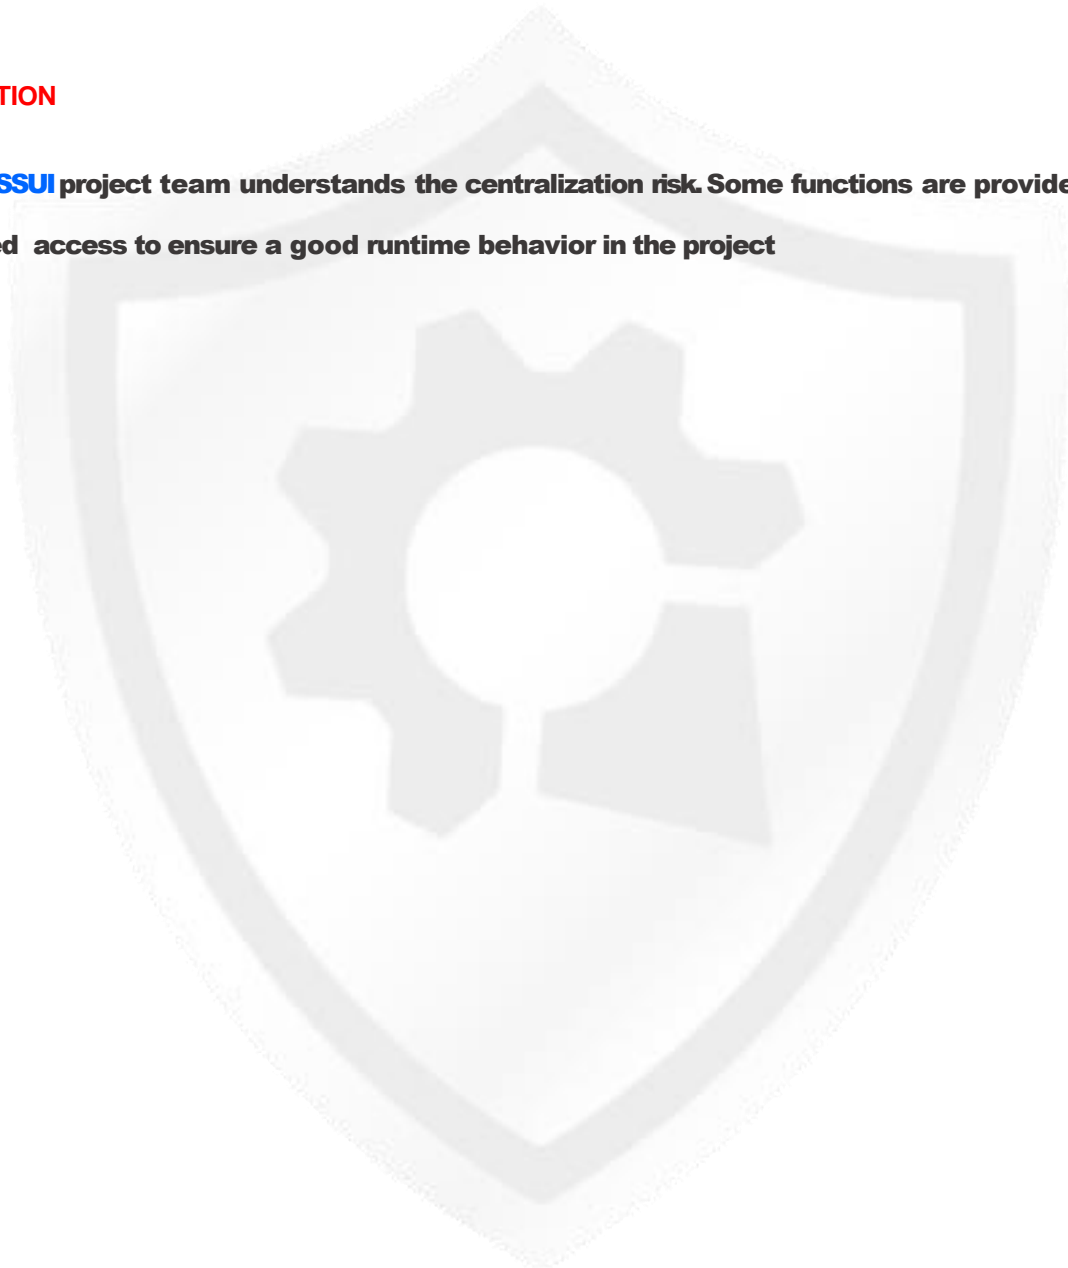 TION
SSUI project team understands the centralization risk. Some functions are provide
ed access to ensure a good runtime behavior in the project